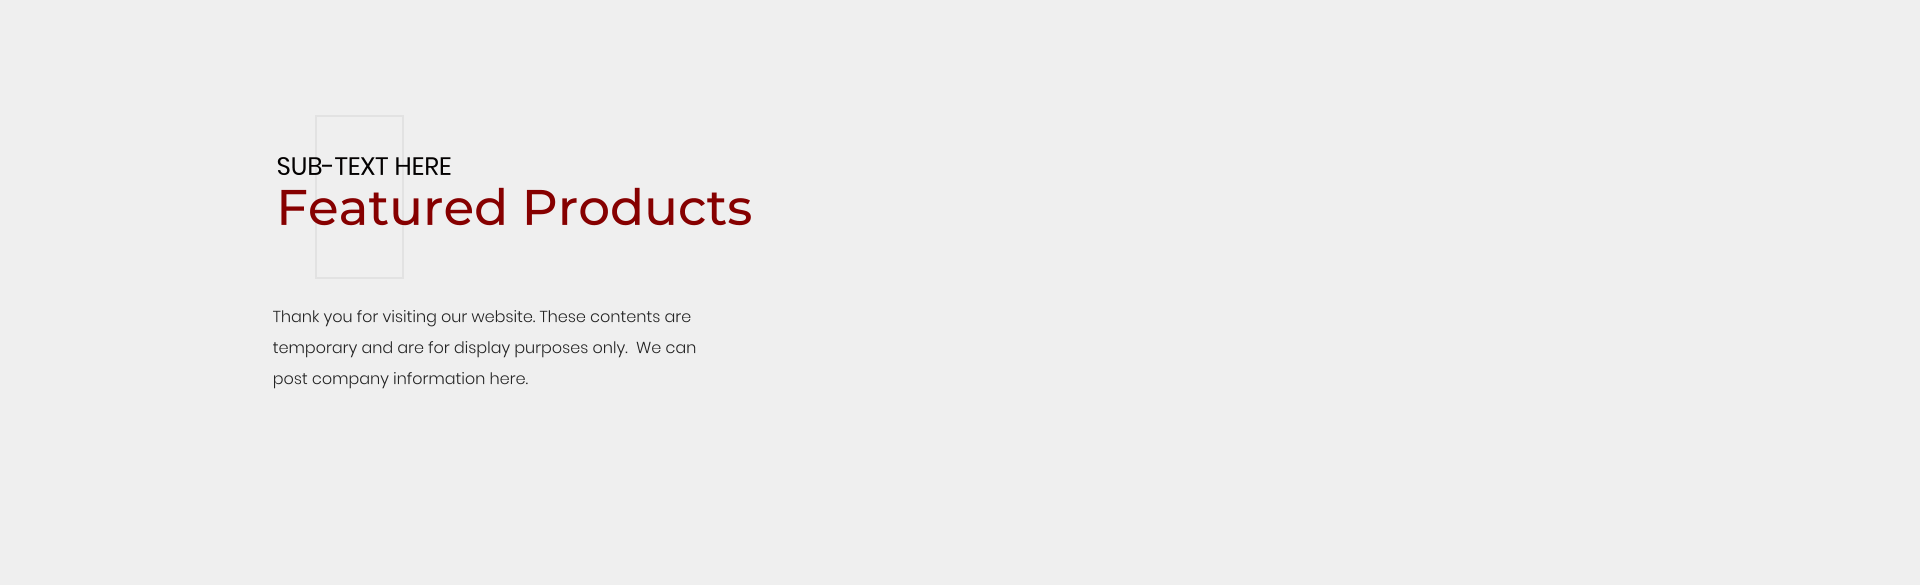 SUB-TEXT HERE
Featured Products
Thank you for visiting our website. These contents are
temporary and are for display purposes only.  We can
post company information here.